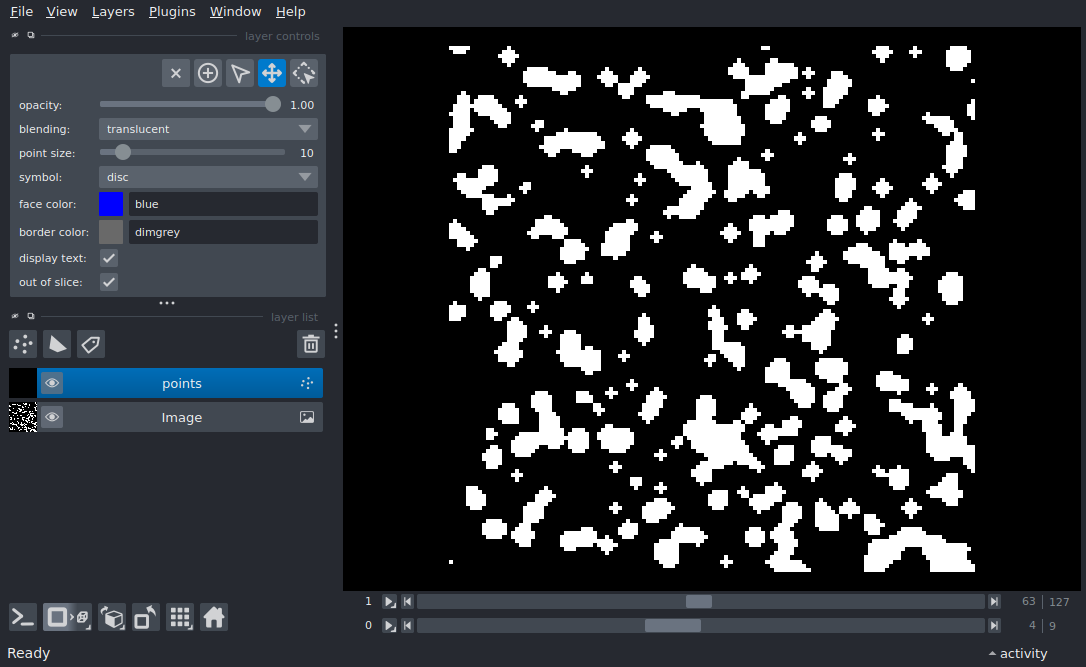 File View Layers Plugins Window Help
layer controls
opacity: 1.00
blending: translucent
point size: 10
symbol: disc
face color: blue
border color: dimgrey
display text:
out of slice:
layer list
points
Image
1 63 127
0 4 9
Ready activity